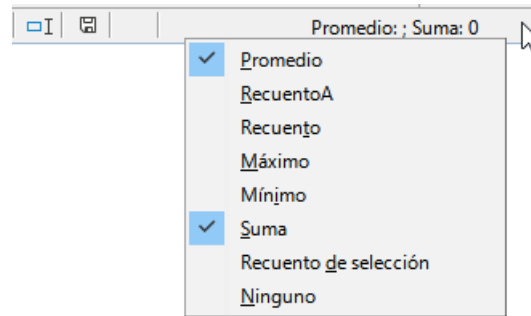 Promedio: ; Suma: 0
Promedio
RecuentoA
Recuento
Máximo
Mínimo
Suma
Recuento de selección
Ninguno